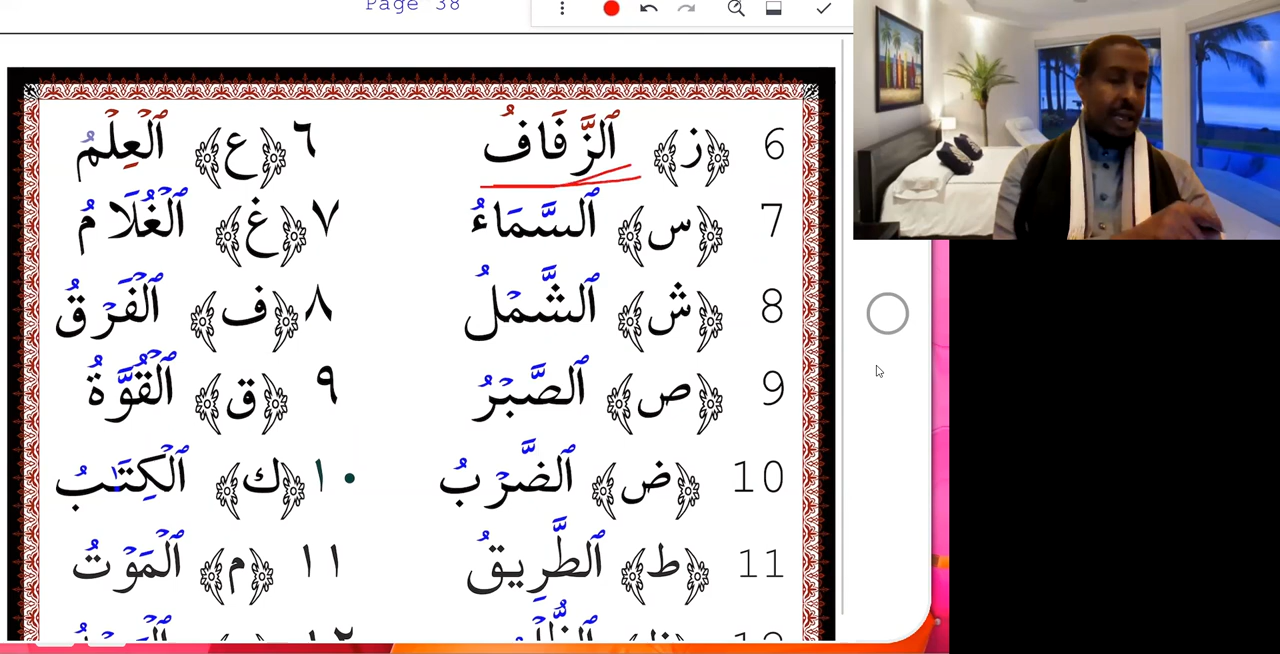 Page 38
6 ﴿ز﴾ ٱلزَّفَافُ ٦ ﴿ع﴾ ٱلْعِلْمُ
7 ﴿س﴾ ٱلسَّمَاءُ ٧ ﴿غ﴾ ٱلْغُلَامُ
8 ﴿ش﴾ ٱلشَّمْلُ ٨ ﴿ف﴾ ٱلْفَرْقُ
9 ﴿ص﴾ ٱلصَّبْرُ ٩ ﴿ق﴾ ٱلْقُوَّةُ
10 ﴿ض﴾ ٱلضَّرْبُ ١٠ ﴿ك﴾ ٱلْكِتَٰبُ
11 ﴿ط﴾ ٱلطَّرِيقُ ١١ ﴿م﴾ ٱلْمَوْتُ